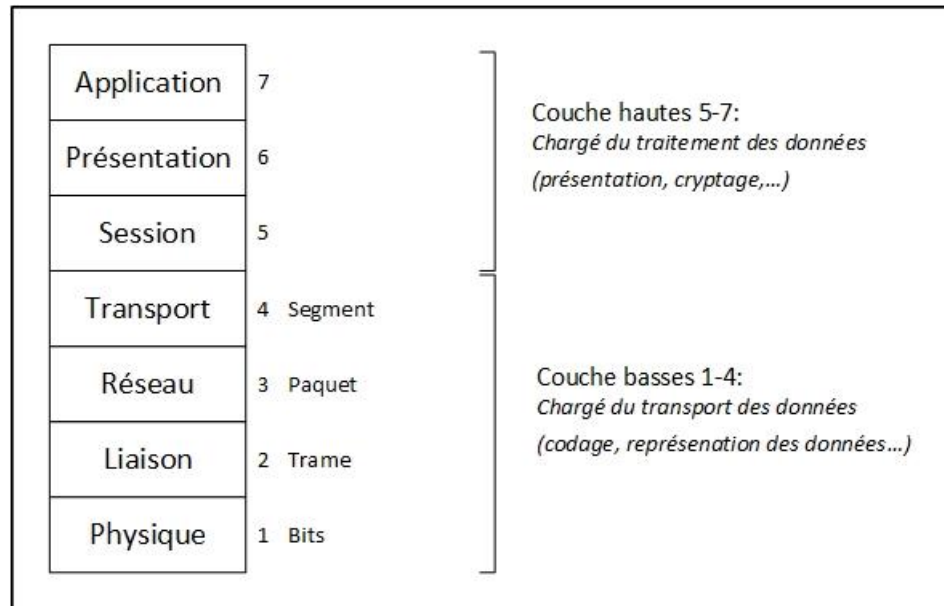 Application 7
Présentation 6
Session 5
Transport 4 Segment
Réseau 3 Paquet
Liaison 2 Trame
Physique 1 Bits
Couche hautes 5-7:
Chargé du traitement des données
(présentation, cryptage,...)
Couche basses 1-4:
Chargé du transport des données
(codage, représenation des données...)